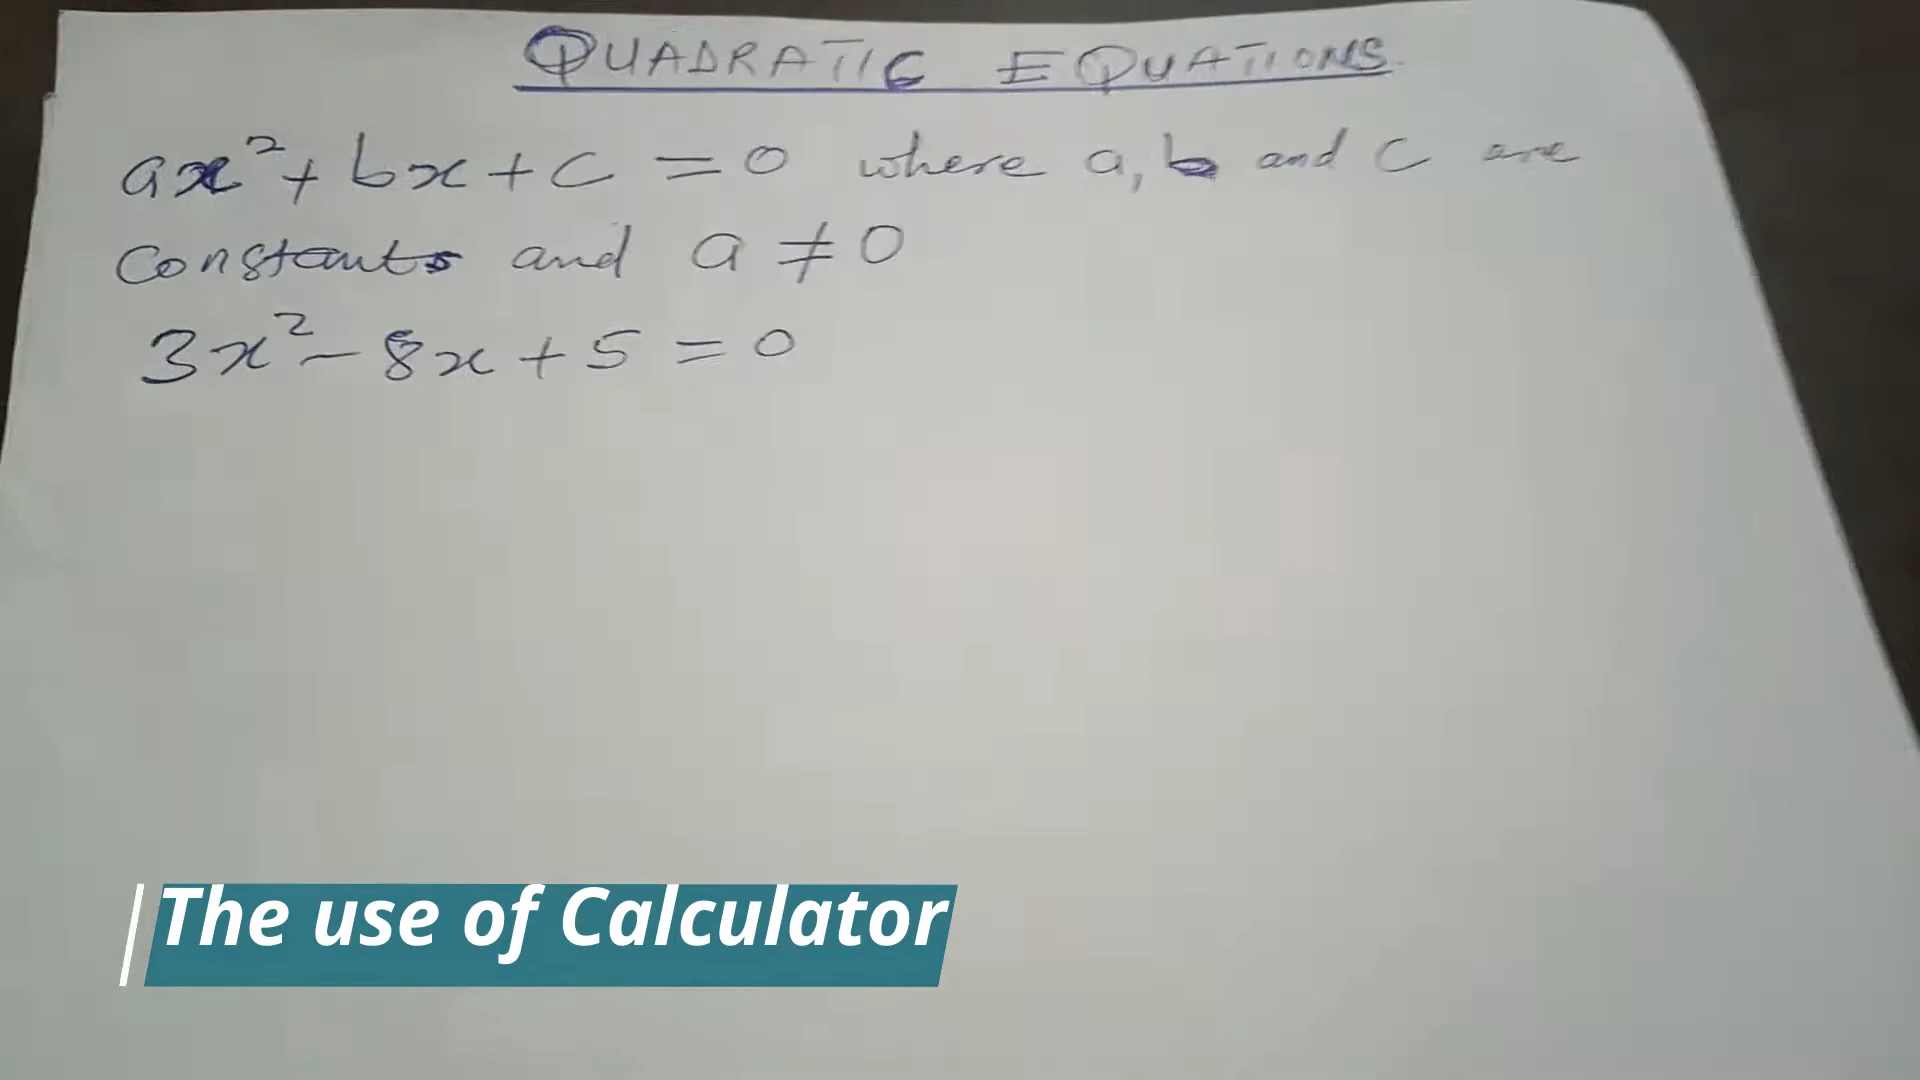 QUADRATIC EQUATIONS.
ax² + bx + c = 0 where a, b and c are
constants and a ≠ 0
3x² - 8x + 5 = 0
The use of Calculator